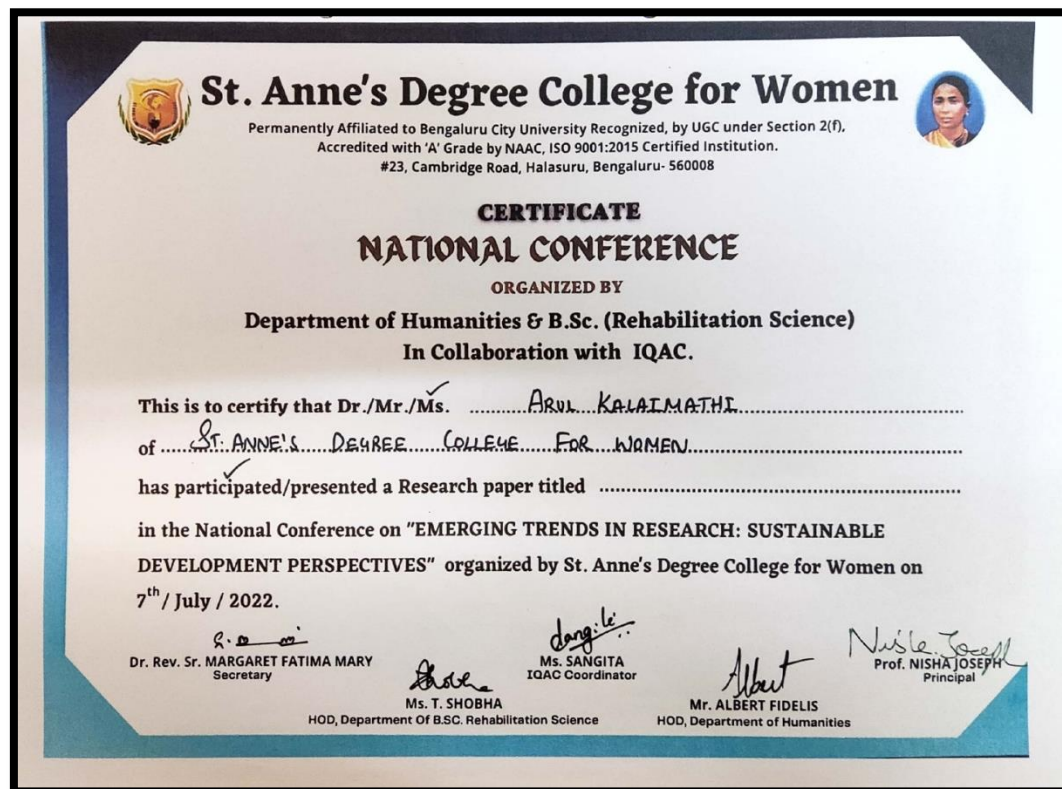 St. Anne's Degree College for Women
Permanently Affiliated to Bengaluru City University Recognized, by UGC under Section 2(f),
Accredited with 'A' Grade by NAAC, ISO 9001:2015 Certified Institution.
#23, Cambridge Road, Halasuru, Bengaluru- 560008
CERTIFICATE
NATIONAL CONFERENCE
ORGANIZED BY
Department of Humanities & B.Sc. (Rehabilitation Science)
In Collaboration with IQAC.
This is to certify that Dr./Mr./Ms. ARUL KALAIMATHI
of ST. ANNE'S DEGREE COLLEGE FOR WOMEN
has participated/presented a Research paper titled
in the National Conference on "EMERGING TRENDS IN RESEARCH: SUSTAINABLE
DEVELOPMENT PERSPECTIVES" organized by St. Anne's Degree College for Women on
7th / July / 2022.
Albert
Nisha Joseph
Dr. Rev. Sr. MARGARET FATIMA MARY
Secretary
Ms. T. SHOBHA
HOD, Department Of B.SC. Rehabilitation Science
Ms. SANGITA
IQAC Coordinator
Mr. ALBERT FIDELIS
HOD, Department of Humanities
Prof. NISHA JOSEPH
Principal